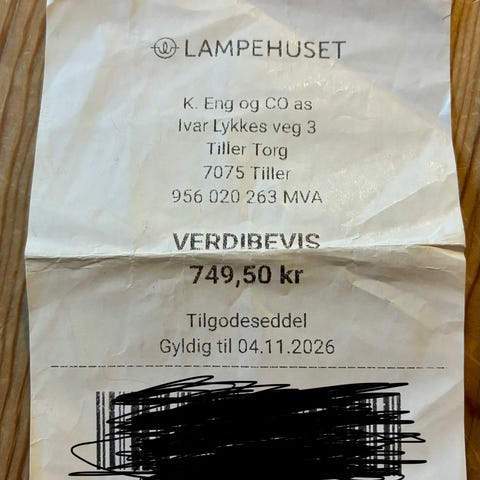 LAMPEHUSET
K. Eng og CO as
Ivar Lykkes veg 3
Tiller Torg
7075 Tiller
956 020 263 MVA
VERDIBEVIS
749,50 kr
Tilgodeseddel
Gyldig til 04.11.2026